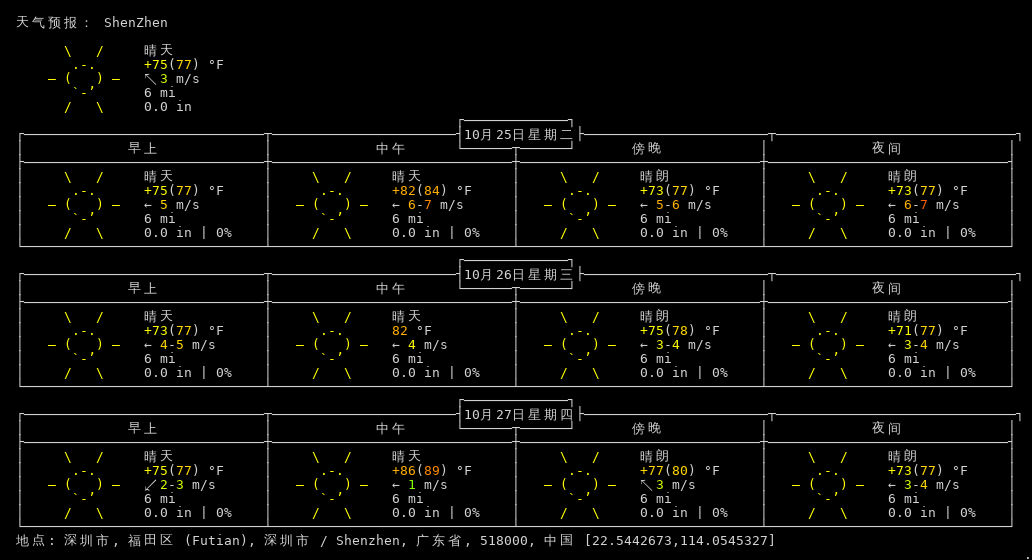 天气预报： ShenZhen
晴天
+75(77) °F
↖ 3 m/s
6 mi
0.0 in
10月25日星期二
早上 中午 傍晚 夜间
晴天 晴天 晴朗 晴朗
+75(77) °F +82(84) °F +73(77) °F +73(77) °F
← 5 m/s ← 6-7 m/s ← 5-6 m/s ← 6-7 m/s
6 mi 6 mi 6 mi 6 mi
0.0 in | 0% 0.0 in | 0% 0.0 in | 0% 0.0 in | 0%
10月26日星期三
早上 中午 傍晚 夜间
晴天 晴天 晴朗 晴朗
+73(77) °F 82 °F +75(78) °F +71(77) °F
← 4-5 m/s ← 4 m/s ← 3-4 m/s ← 3-4 m/s
6 mi 6 mi 6 mi 6 mi
0.0 in | 0% 0.0 in | 0% 0.0 in | 0% 0.0 in | 0%
10月27日星期四
早上 中午 傍晚 夜间
晴天 晴天 晴朗 晴朗
+75(77) °F +86(89) °F +77(80) °F +73(77) °F
↙ 2-3 m/s ← 1 m/s ↖ 3 m/s ← 3-4 m/s
6 mi 6 mi 6 mi 6 mi
0.0 in | 0% 0.0 in | 0% 0.0 in | 0% 0.0 in | 0%
地点: 深圳市, 福田区 (Futian), 深圳市 / Shenzhen, 广东省, 518000, 中国 [22.5442673,114.0545327]